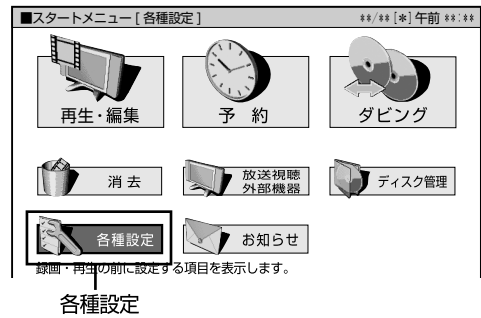 ■スタートメニュー [ 各種設定 ]
**/** [*] 午前 **:**
再生・編集
予 約
ダビング
消 去
放送視聴
外部機器
ディスク管理
各種設定
お知らせ
録画・再生の前に設定する項目を表示します。
各種設定